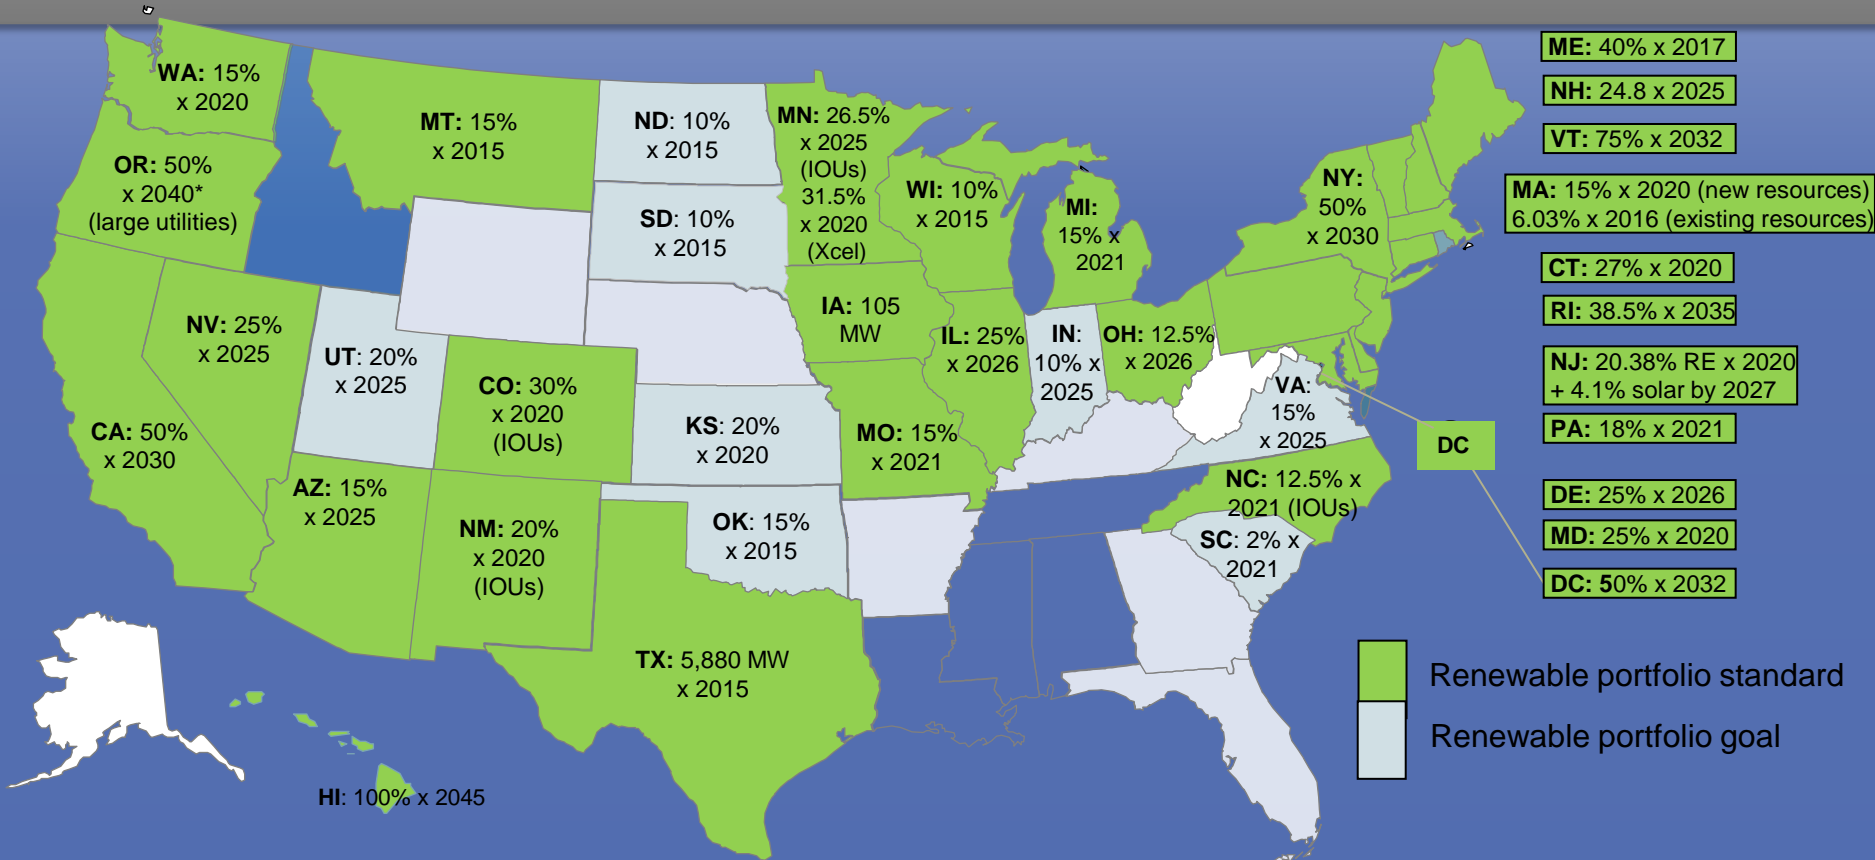 WA: 15%
x 2020
OR: 50%
x 2040*
(large utilities)
CA: 50%
x 2030
NV: 25%
x 2025
MT: 15%
x 2015
UT: 20%
x 2025
AZ: 15%
x 2025
CO: 30%
x 2020
(IOUs)
NM: 20%
x 2020
(IOUs)
ND: 10%
x 2015
SD: 10%
x 2015
KS: 20%
x 2020
OK: 15%
x 2015
TX: 5,880 MW
x 2015
MN: 26.5%
x 2025
(IOUs)
31.5%
x 2020
(Xcel)
IA: 105
MW
MO: 15%
x 2021
WI: 10%
x 2015
IL: 25%
x 2026
MI:
15% x
2021
IN:
10% x
2025
OH: 12.5%
x 2026
VA:
15%
x 2025
NC: 12.5% x
2021 (IOUs)
SC: 2% x
2021
NY:
50%
x 2030
HI: 100% x 2045
ME: 40% x 2017
NH: 24.8 x 2025
VT: 75% x 2032
MA: 15% x 2020 (new resources)
6.03% x 2016 (existing resources)
CT: 27% x 2020
RI: 38.5% x 2035
NJ: 20.38% RE x 2020
+ 4.1% solar by 2027
PA: 18% x 2021
DC
DE: 25% x 2026
MD: 25% x 2020
DC: 50% x 2032
Renewable portfolio standard
Renewable portfolio goal